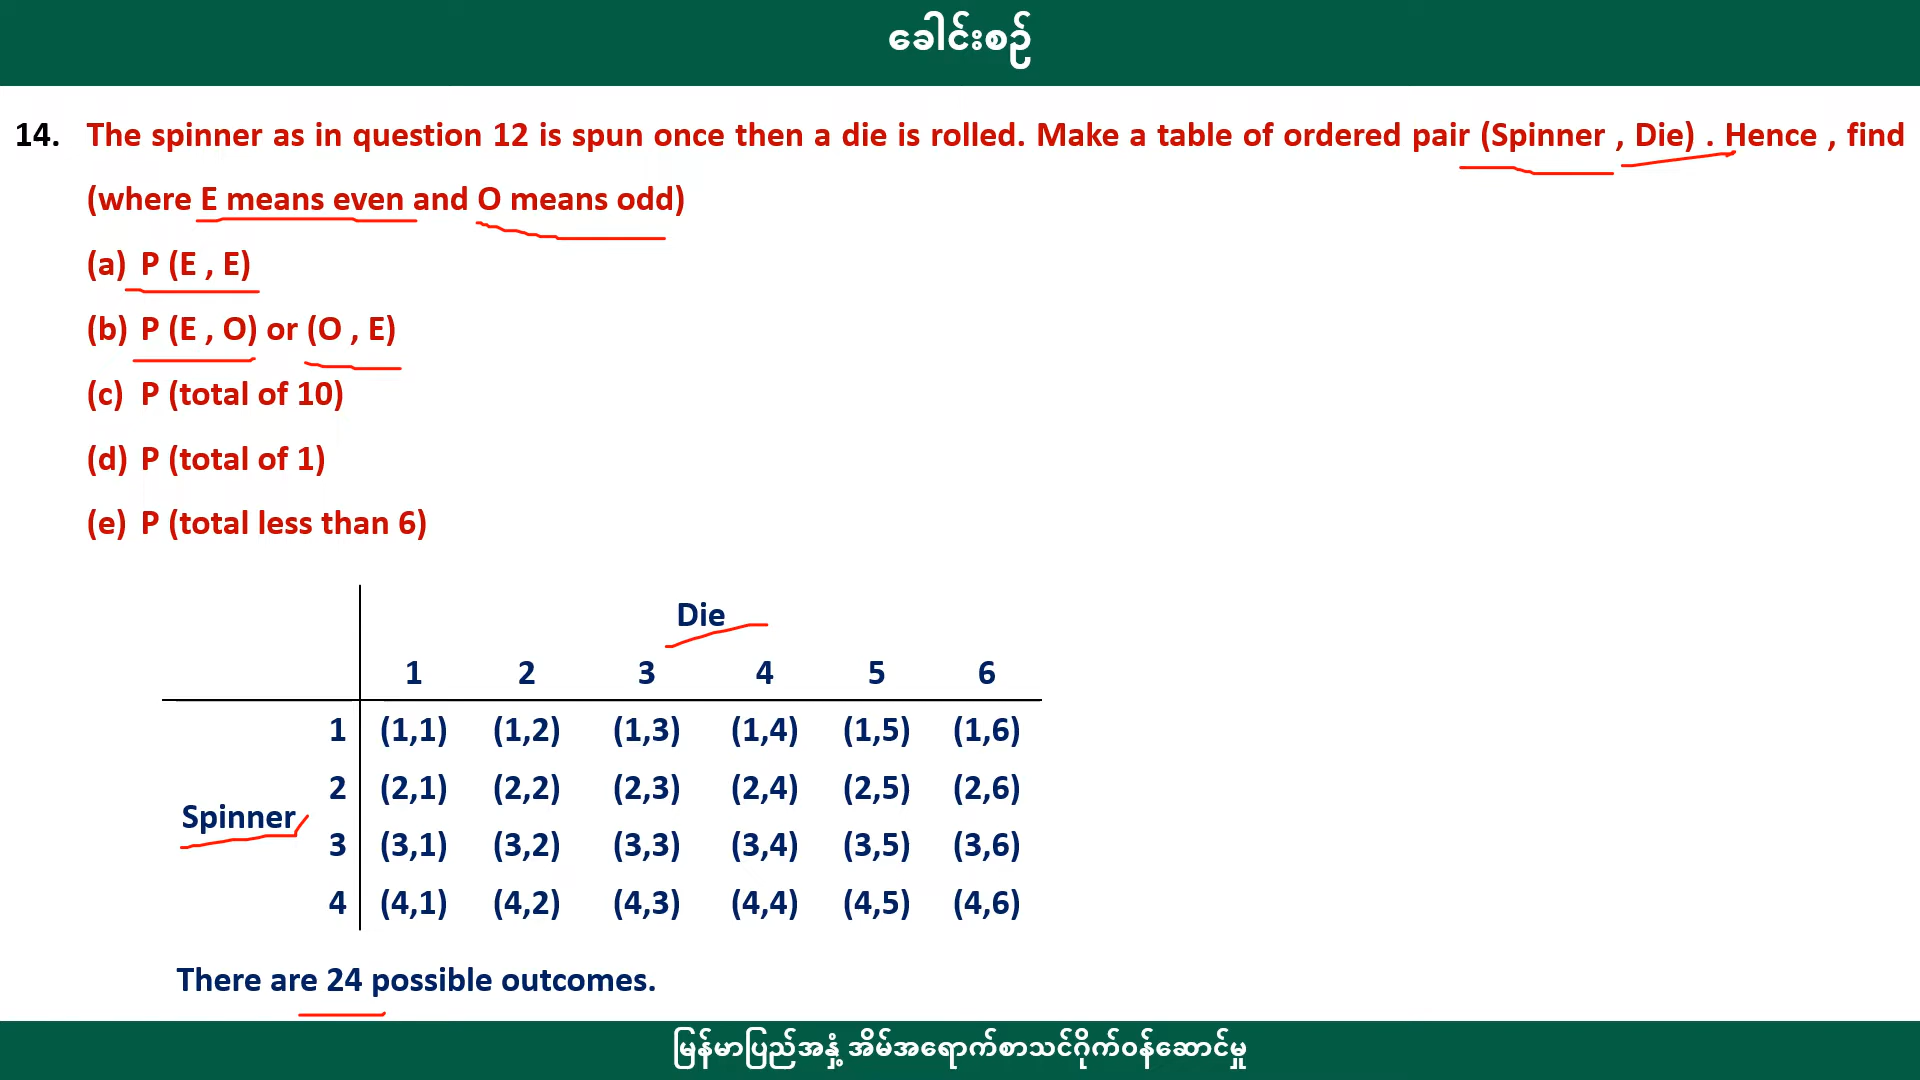 ခေါင်းစဉ်
14. The spinner as in question 12 is spun once then a die is rolled. Make a table of ordered pair (Spinner , Die) . Hence , find
(where E means even and O means odd)
(a) P (E , E)
(b) P (E , O) or (O , E)
(c) P (total of 10)
(d) P (total of 1)
(e) P (total less than 6)
Die
1 2 3 4 5 6
1 (1,1) (1,2) (1,3) (1,4) (1,5) (1,6)
2 (2,1) (2,2) (2,3) (2,4) (2,5) (2,6)
Spinner
3 (3,1) (3,2) (3,3) (3,4) (3,5) (3,6)
4 (4,1) (4,2) (4,3) (4,4) (4,5) (4,6)
There are 24 possible outcomes.
မြန်မာပြည်အနှံ့ အိမ်အရောက်စာသင်ဂိုက်ဝန်ဆောင်မှု